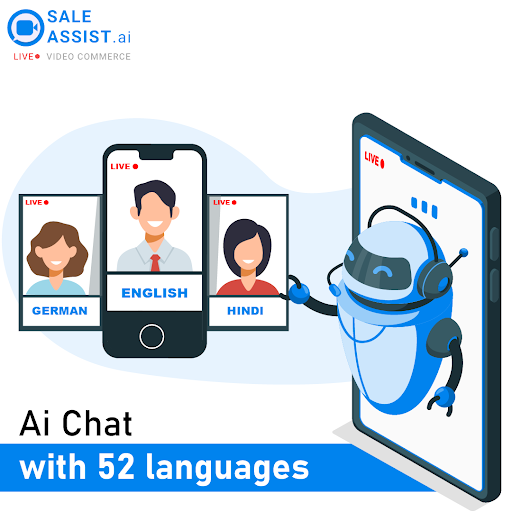 SALE
ASSIST.ai
LIVE VIDEO COMMERCE
LIVE
LIVE
LIVE
LIVE
GERMAN
ENGLISH
HINDI
Ai Chat
with 52 languages